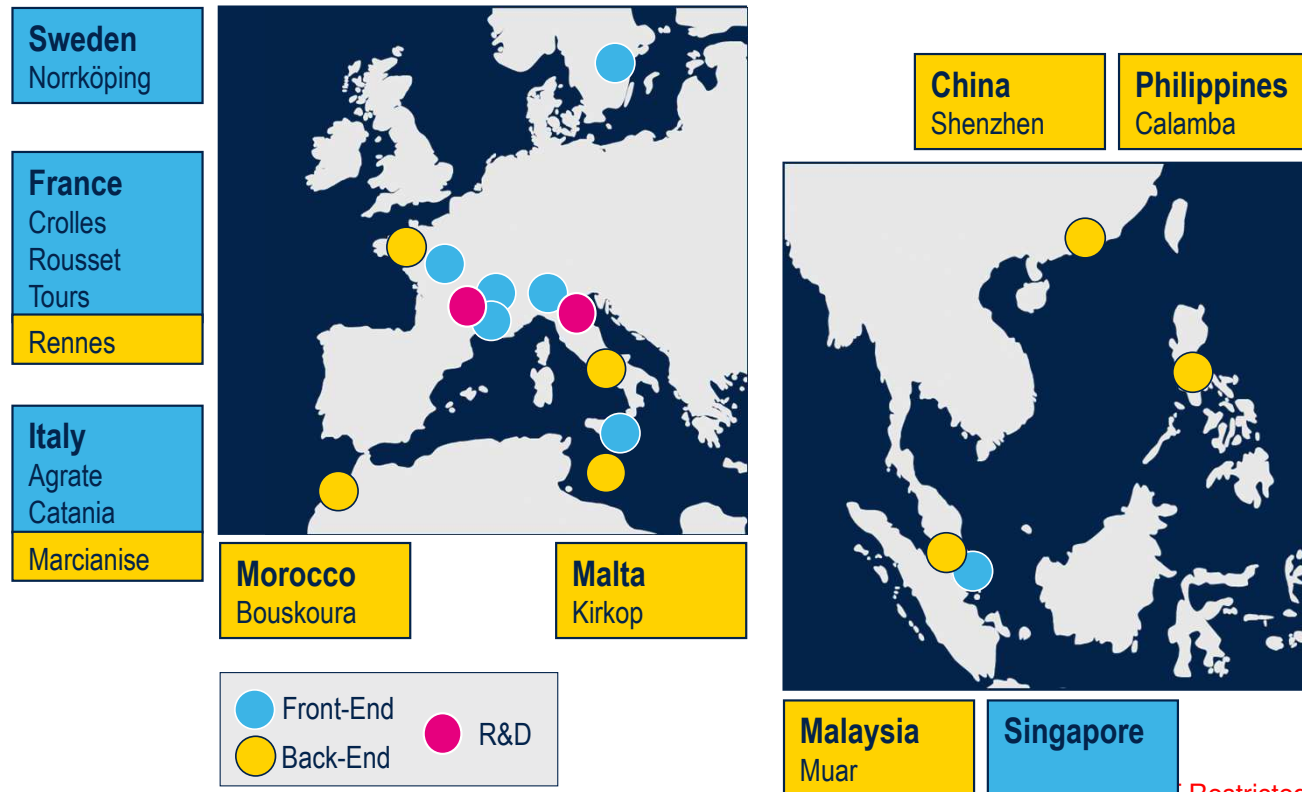 Sweden
Norrköping
France
Crolles
Rousset
Tours
Rennes
Italy
Agrate
Catania
Marcianise
Morocco
Bouskoura
Malta
Kirkop
Front-End
Back-End
R&D
China
Shenzhen
Philippines
Calamba
Malaysia
Muar
Singapore
Restricted